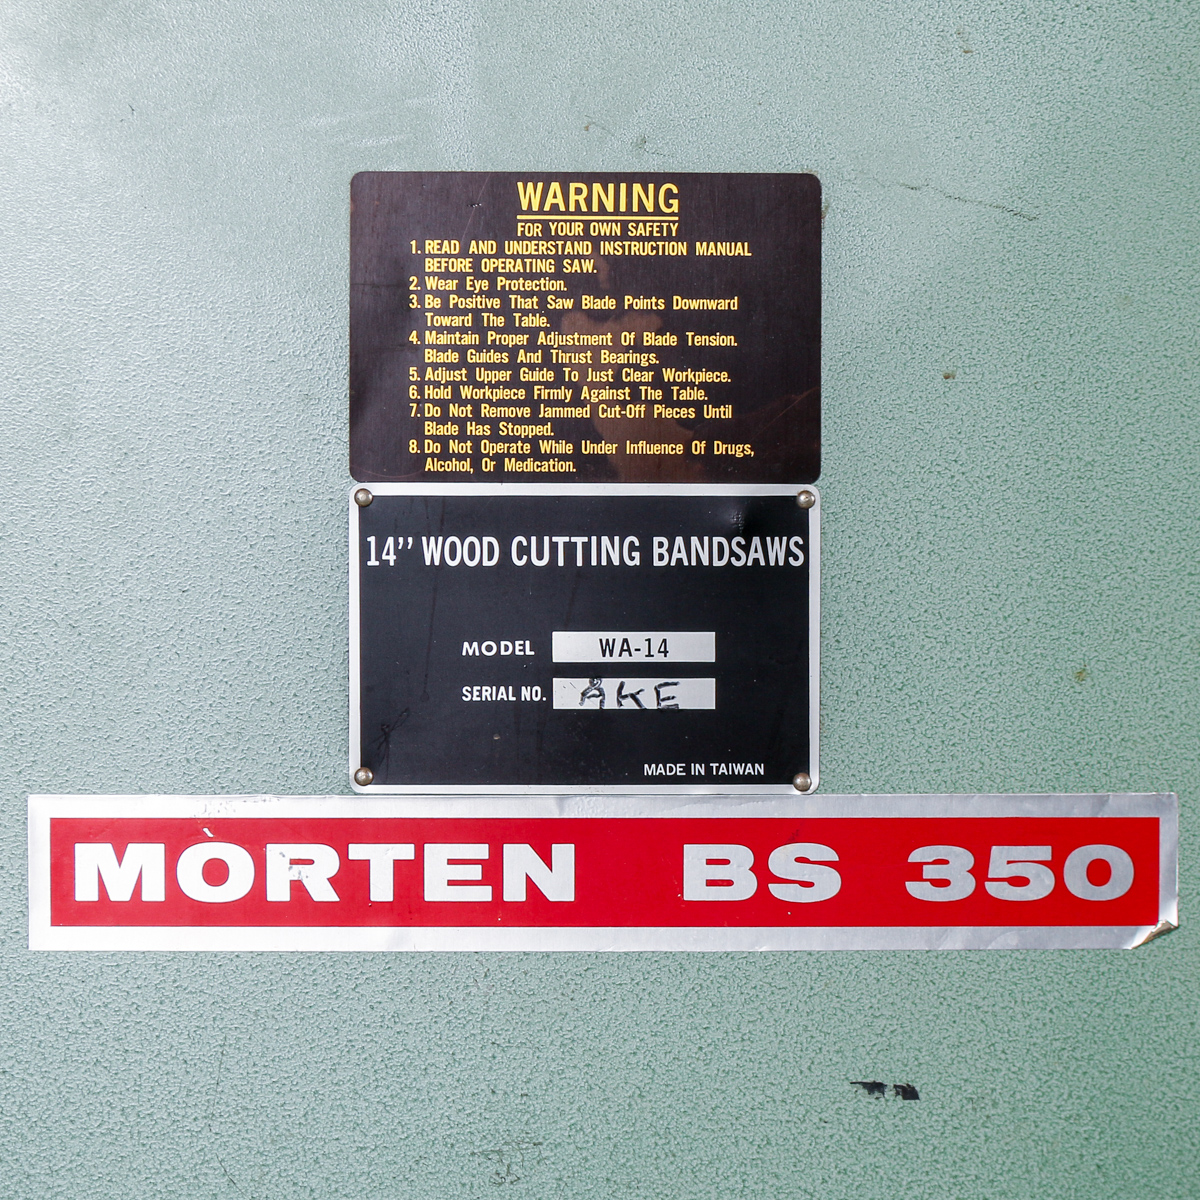 WARNING
FOR YOUR OWN SAFETY
1. READ AND UNDERSTAND INSTRUCTION MANUAL
BEFORE OPERATING SAW.
2. Wear Eye Protection.
3. Be Positive That Saw Blade Points Downward
Toward The Table.
4. Maintain Proper Adjustment Of Blade Tension.
Blade Guides And Thrust Bearings.
5. Adjust Upper Guide To Just Clear Workpiece.
6. Hold Workpiece Firmly Against The Table.
7. Do Not Remove Jammed Cut-Off Pieces Until
Blade Has Stopped.
8. Do Not Operate While Under Influence Of Drugs,
Alcohol, Or Medication.
14’’ WOOD CUTTING BANDSAWS
MODEL WA-14
SERIAL NO. ÅKE
MADE IN TAIWAN
MORTEN BS 350